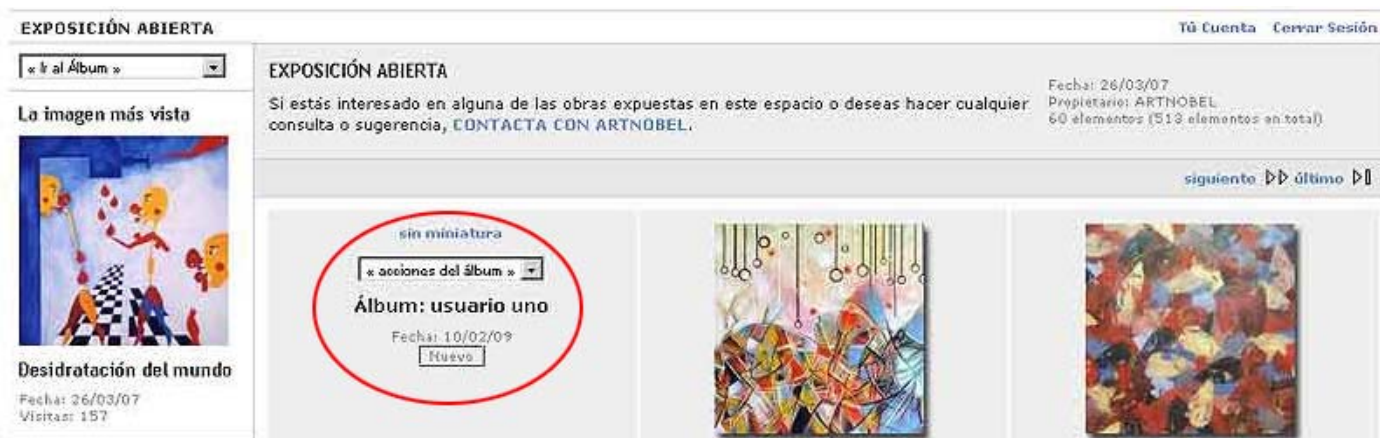 EXPOSICIÓN ABIERTA
Tú Cuenta Cerrar Sesión
« Ir al Álbum »
La imagen más vista
Desidratación del mundo
Fecha: 26/03/07
Visitas: 157
EXPOSICIÓN ABIERTA
Si estás interesado en alguna de las obras expuestas en este espacio o deseas hacer cualquier
consulta o sugerencia, CONTACTA CON ARTNOBEL.
Fecha: 26/03/07
Propietario: ARTNOBEL
60 elementos (513 elementos en total)
siguiente último
sin miniatura
« acciones del álbum »
Álbum: usuario uno
Fecha: 10/02/09
Nuevo